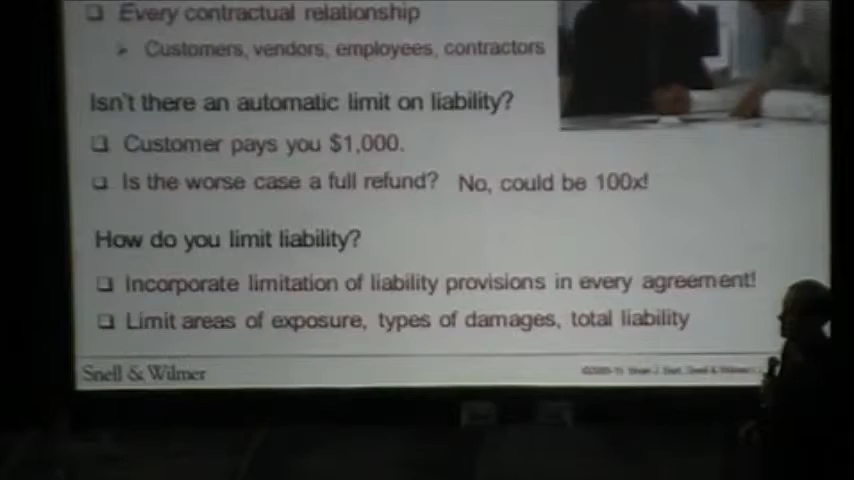 ❑ Every contractual relationship
➢ Customers, vendors, employees, contractors
Isn't there an automatic limit on liability?
❑ Customer pays you $1,000.
❑ Is the worse case a full refund? No, could be 100x!
How do you limit liability?
❑ Incorporate limitation of liability provisions in every agreement!
❑ Limit areas of exposure, types of damages, total liability
Snell & Wilmer
Snell & Wilmer